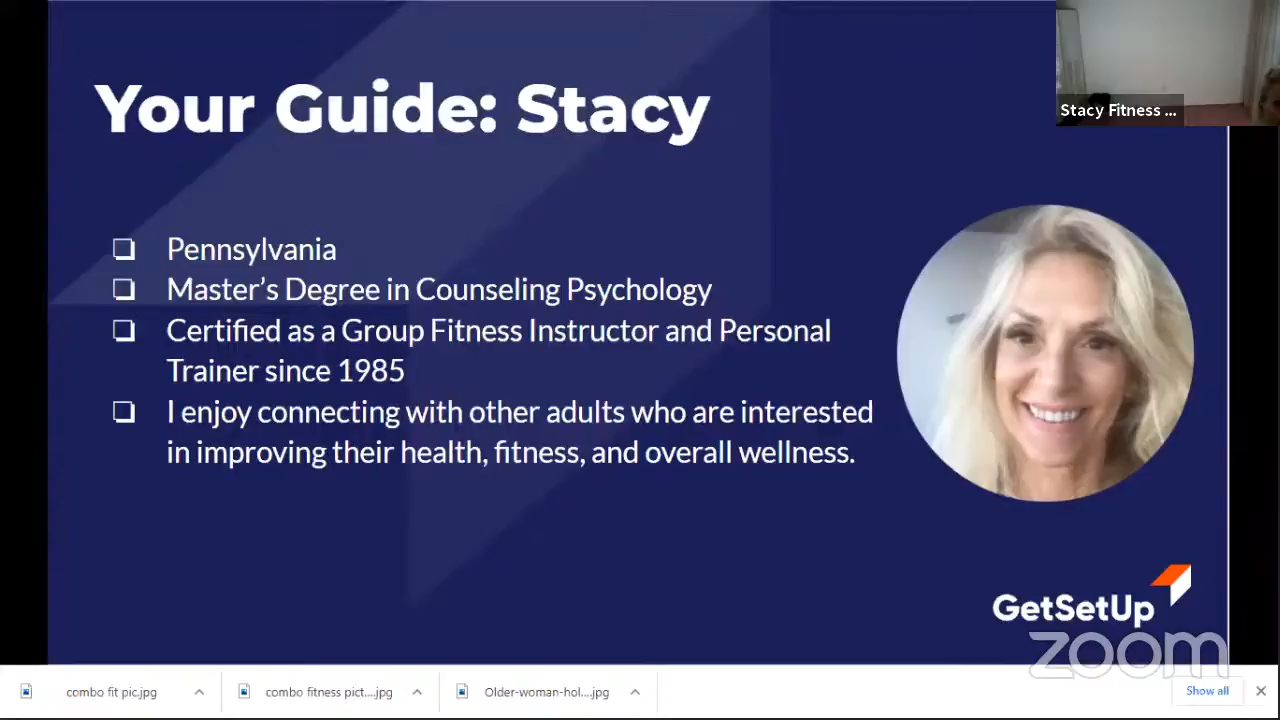 Your Guide: Stacy
Stacy Fitness ...
Pennsylvania
Master's Degree in Counseling Psychology
Certified as a Group Fitness Instructor and Personal
Trainer since 1985
I enjoy connecting with other adults who are interested
in improving their health, fitness, and overall wellness.
GetSetUp
zoom
combo fit pic.jpg
combo fitness pict....jpg
Older-woman-hol....jpg
Show all